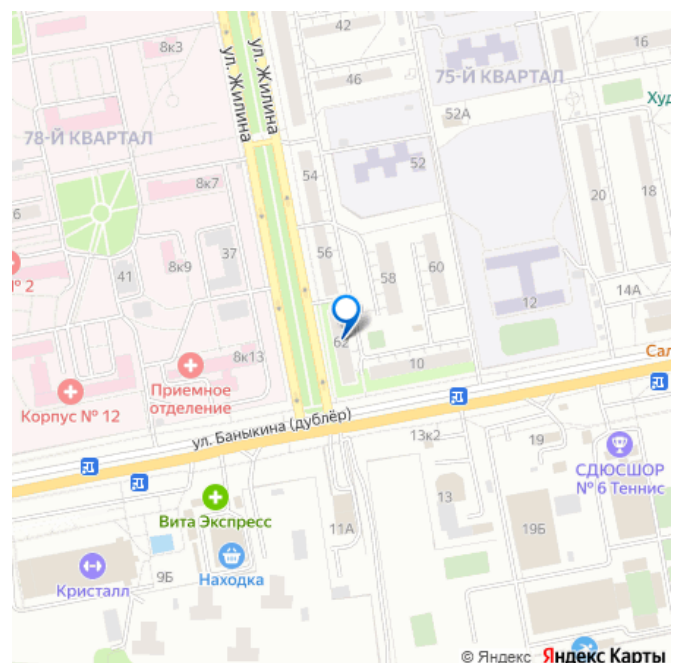 42
8к3
ул. Жилина
ул. Жилина
16
75-Й КВАРТАЛ
46
Худ
52А
78-Й КВАРТАЛ
52
54
8к7
20
18
6
56
37
58
60
8к9
41
№ 2
14А
12
62
Сал
8к13
10
Приемное
отделение
Корпус № 12
ул. Баныкина (дублёр)
13к2
19
СДЮСШОР
№ 6 Теннис
13
Вита Экспресс
11А
19Б
9Б
Находка
Кристалл
© Яндекс Яндекс Карты